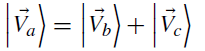 |V⃗a⟩ = |V⃗b⟩ + |V⃗c⟩